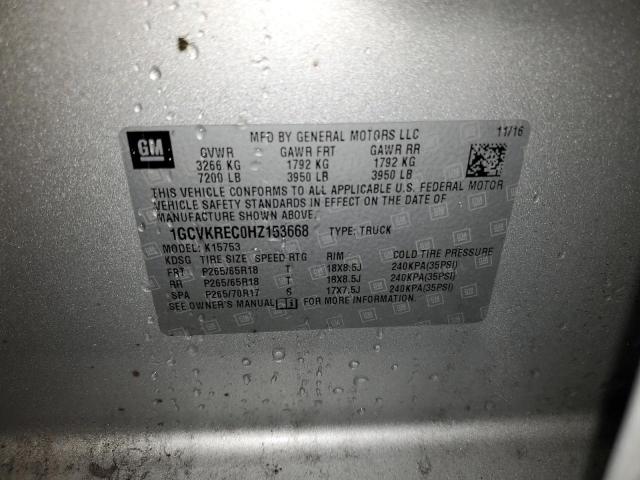 GM
MFD BY GENERAL MOTORS LLC 11/16
GVWR GAWR FRT GAWR RR
3266 KG 1792 KG 1792 KG
7200 LB 3950 LB 3950 LB
THIS VEHICLE CONFORMS TO ALL APPLICABLE U.S. FEDERAL MOTOR
VEHICLE SAFETY STANDARDS IN EFFECT ON THE DATE OF
MANUFACTURE SHOWN ABOVE.
1GCVKREC0HZ153668 TYPE: TRUCK
MODEL: K15753
KDSG TIRE SIZE SPEED RTG RIM COLD TIRE PRESSURE
FRT P265/65R18 T 18X8.5J 240KPA(35PSI)
RR P265/65R18 T 18X8.5J 240KPA(35PSI)
SPA P265/70R17 S 17X7.5J 240KPA(35PSI)
SEE OWNER'S MANUAL i FOR MORE INFORMATION.